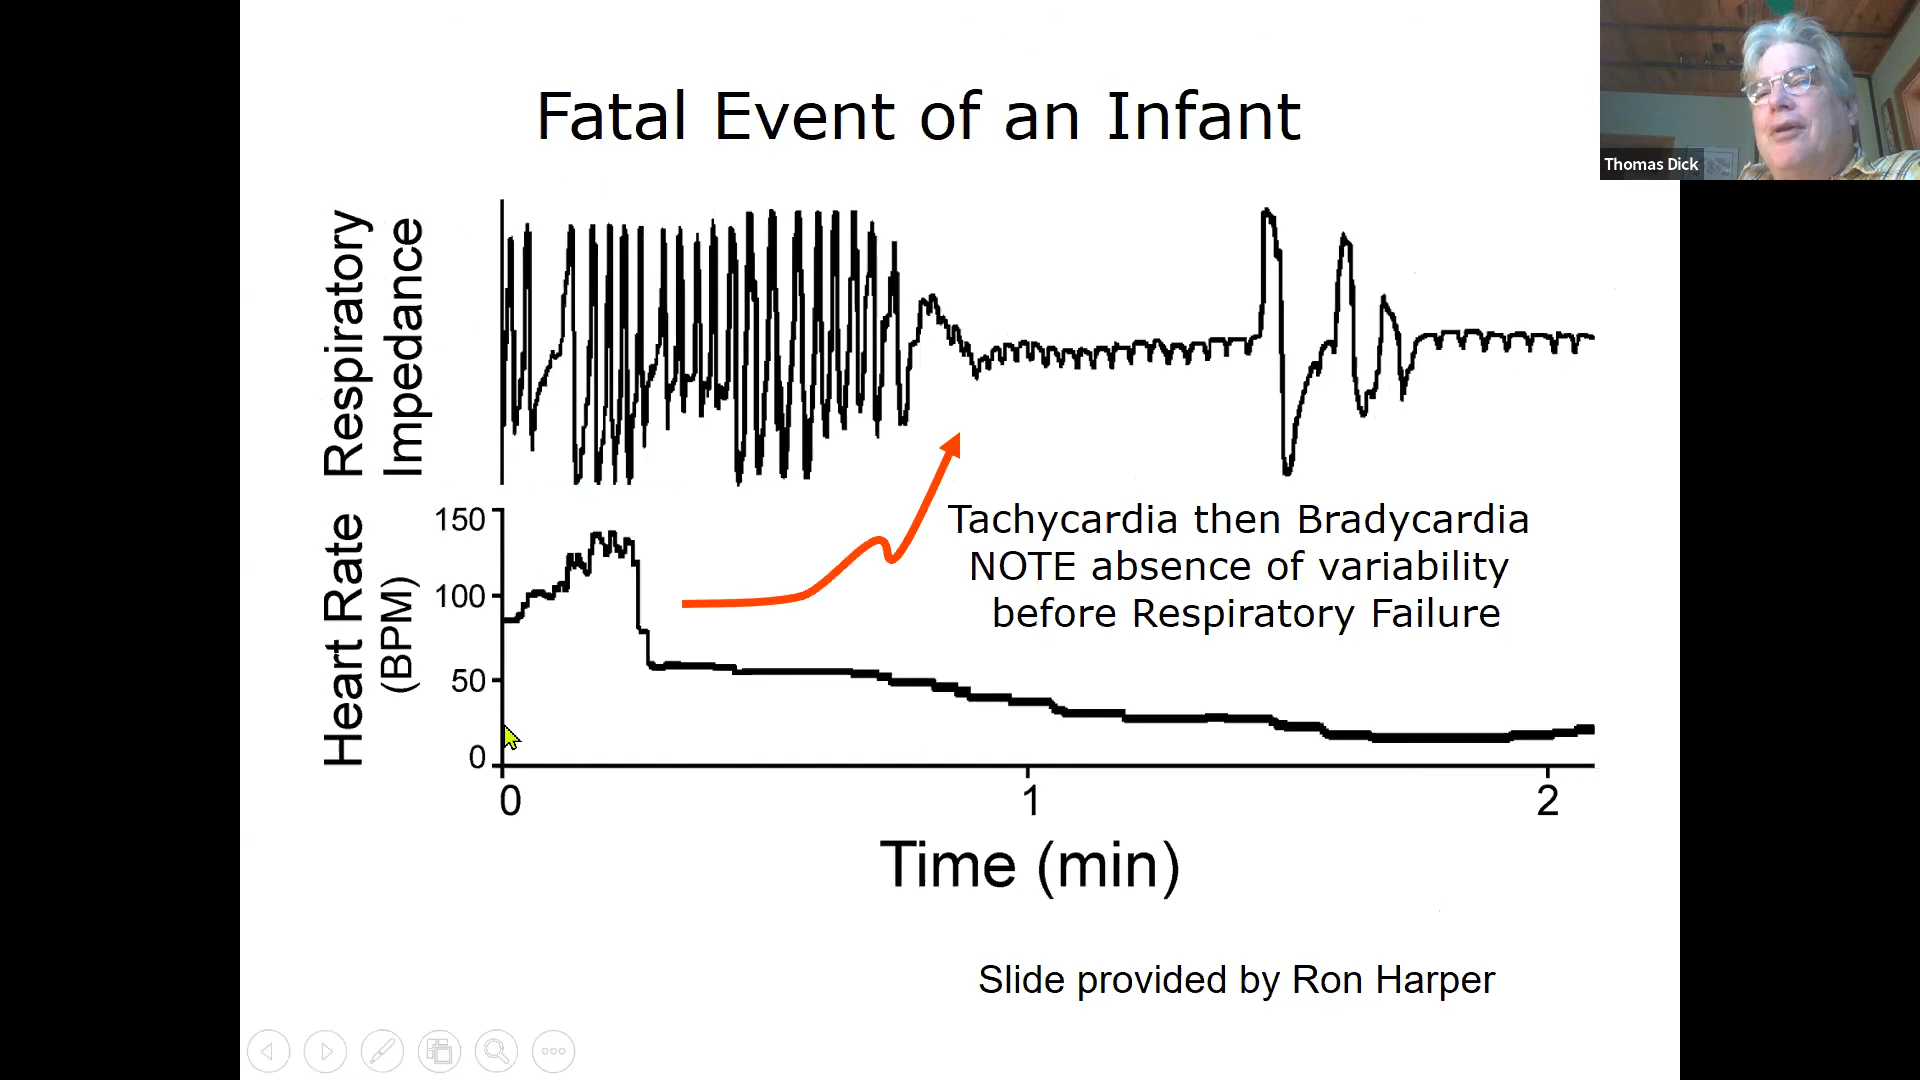 Fatal Event of an Infant
Thomas Dick
Respiratory
Impedance
Heart Rate
(BPM)
150
100
50
0
Tachycardia then Bradycardia
NOTE absence of variability
before Respiratory Failure
0 1 2
Time (min)
Slide provided by Ron Harper